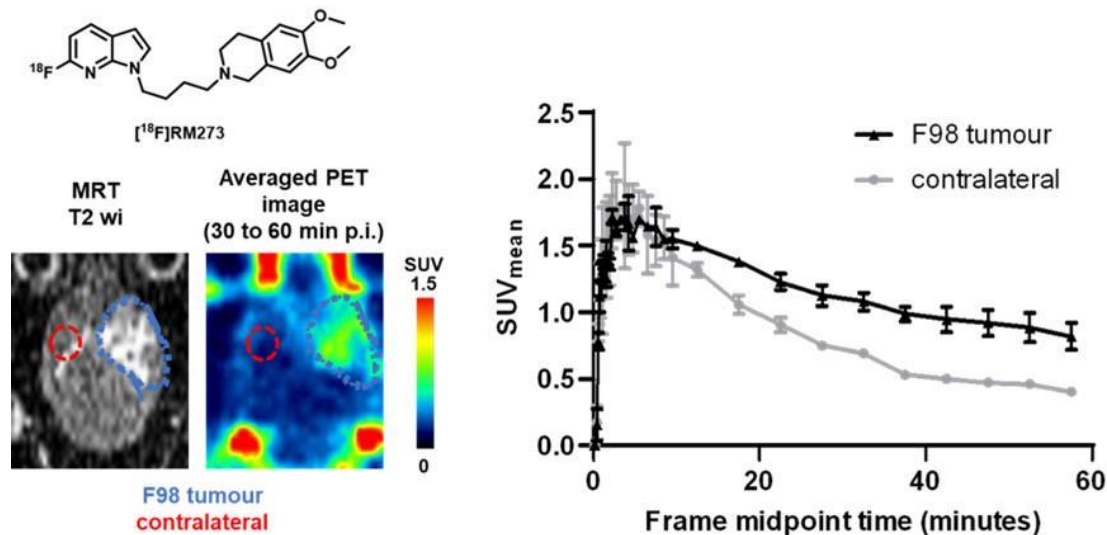 18F
N
N
N
O
O
[18F]RM273
MRT
T2 wi
Averaged PET
image
(30 to 60 min p.i.)
SUV
1.5
0
F98 tumour
contralateral
2.5
2.0
1.5
1.0
0.5
0.0
SUVmean
F98 tumour
contralateral
0
20
40
60
Frame midpoint time (minutes)